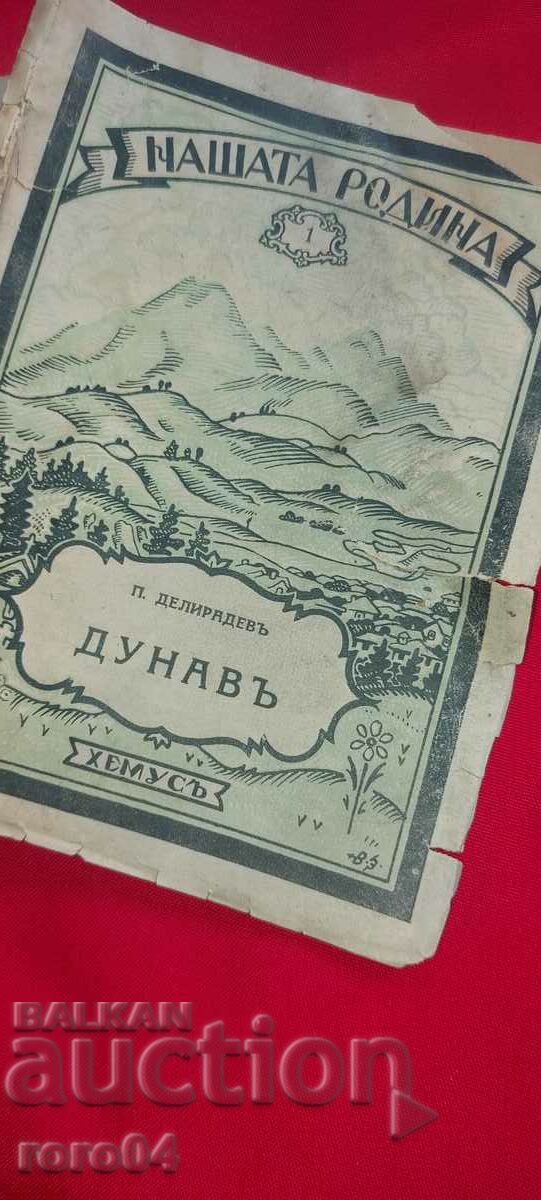 НАШАТА РОДИНА
1
П. ДЕЛИРАДЕВЪ
ДУНАВЪ
ХЕМУСЪ
В.З.
BALKAN
auction
roro04